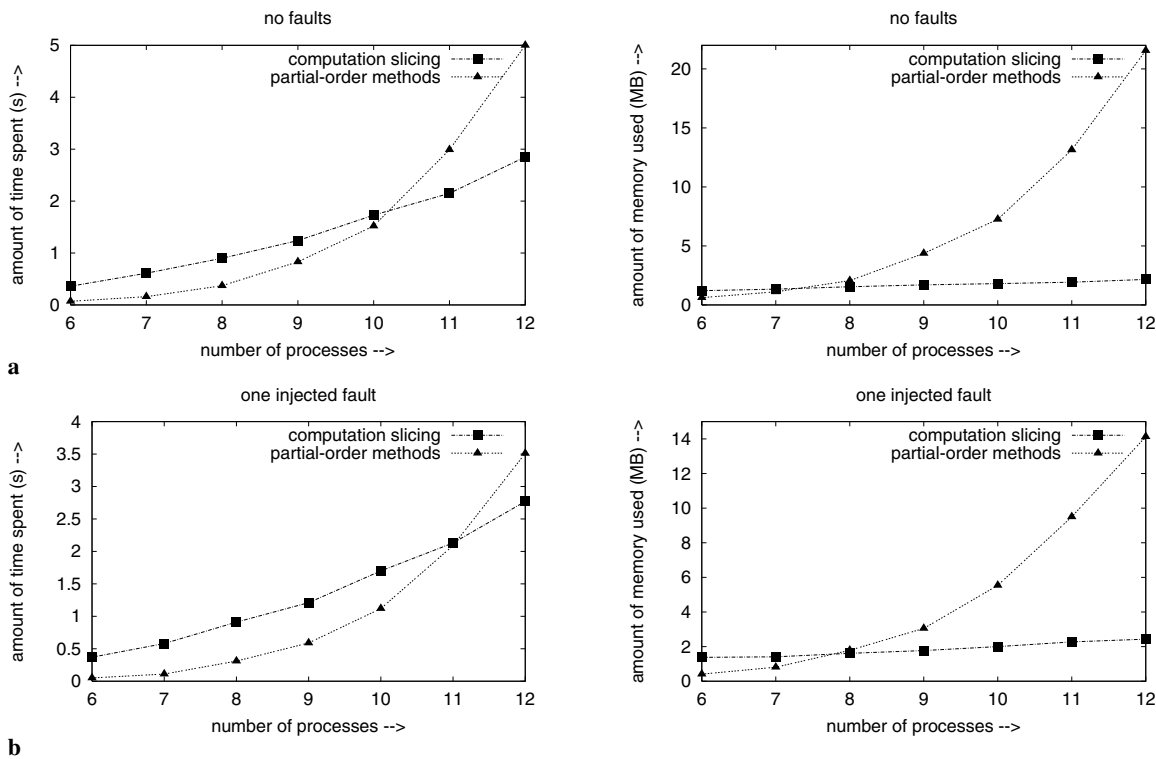 no faults
computation slicing
partial-order methods
amount of time spent (s) -->
5
4
3
2
1
0
6 7 8 9 10 11 12
number of processes -->
no faults
computation slicing
partial-order methods
amount of memory used (MB) -->
20
15
10
5
0
6 7 8 9 10 11 12
number of processes -->
a
one injected fault
computation slicing
partial-order methods
amount of time spent (s) -->
4
3.5
3
2.5
2
1.5
1
0.5
0
6 7 8 9 10 11 12
number of processes -->
one injected fault
computation slicing
partial-order methods
amount of memory used (MB) -->
14
12
10
8
6
4
2
0
6 7 8 9 10 11 12
number of processes -->
b